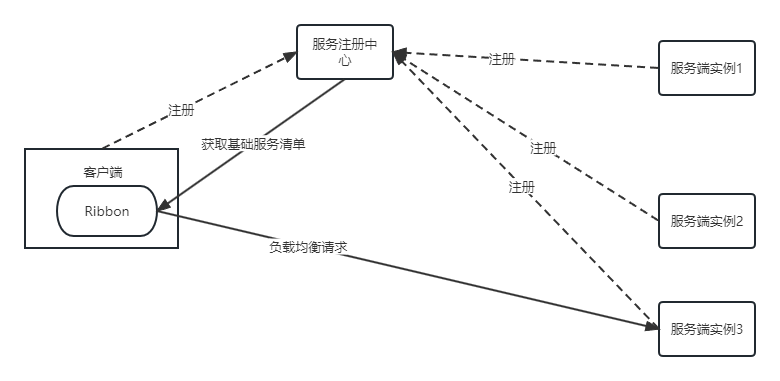 服务注册中
心
注册
服务端实例1
注册
获取基础服务清单
注册
客户端
注册
Ribbon
服务端实例2
负载均衡请求
服务端实例3